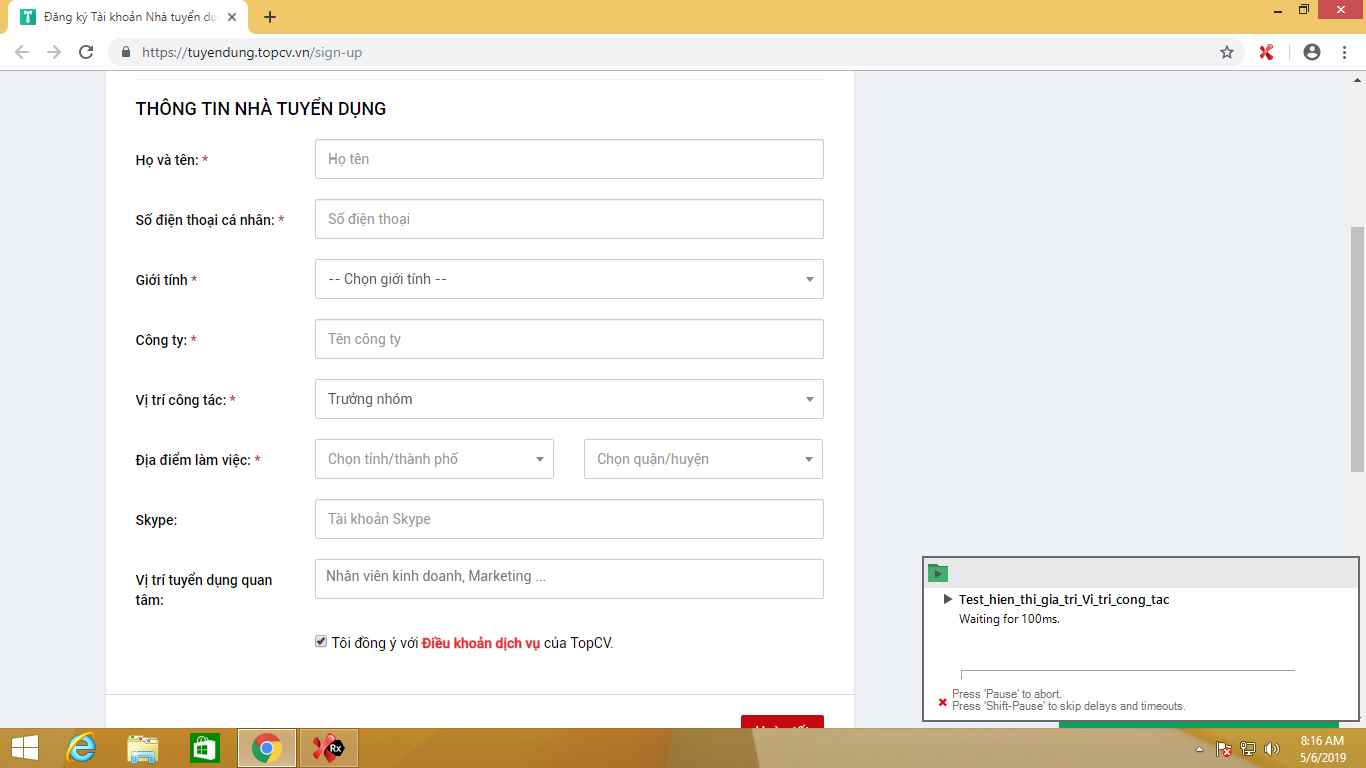 Đăng ký Tài khoản Nhà tuyển dụ
https://tuyendung.topcv.vn/sign-up
THÔNG TIN NHÀ TUYỂN DỤNG
Họ và tên: *
Họ tên
Số điện thoại cá nhân: *
Số điện thoại
Giới tính *
-- Chọn giới tính --
Công ty: *
Tên công ty
Vị trí công tác: *
Trưởng nhóm
Địa điểm làm việc: *
Chọn tỉnh/thành phố
Chọn quận/huyện
Skype:
Tài khoản Skype
Vị trí tuyển dụng quan
tâm:
Nhân viên kinh doanh, Marketing ...
Tôi đồng ý với Điều khoản dịch vụ của TopCV.
Test_hien_thi_gia_tri_Vi_tri_cong_tac
Waiting for 100ms.
Press 'Pause' to abort.
Press 'Shift-Pause' to skip delays and timeouts.
Rx
8:16 AM
5/6/2019